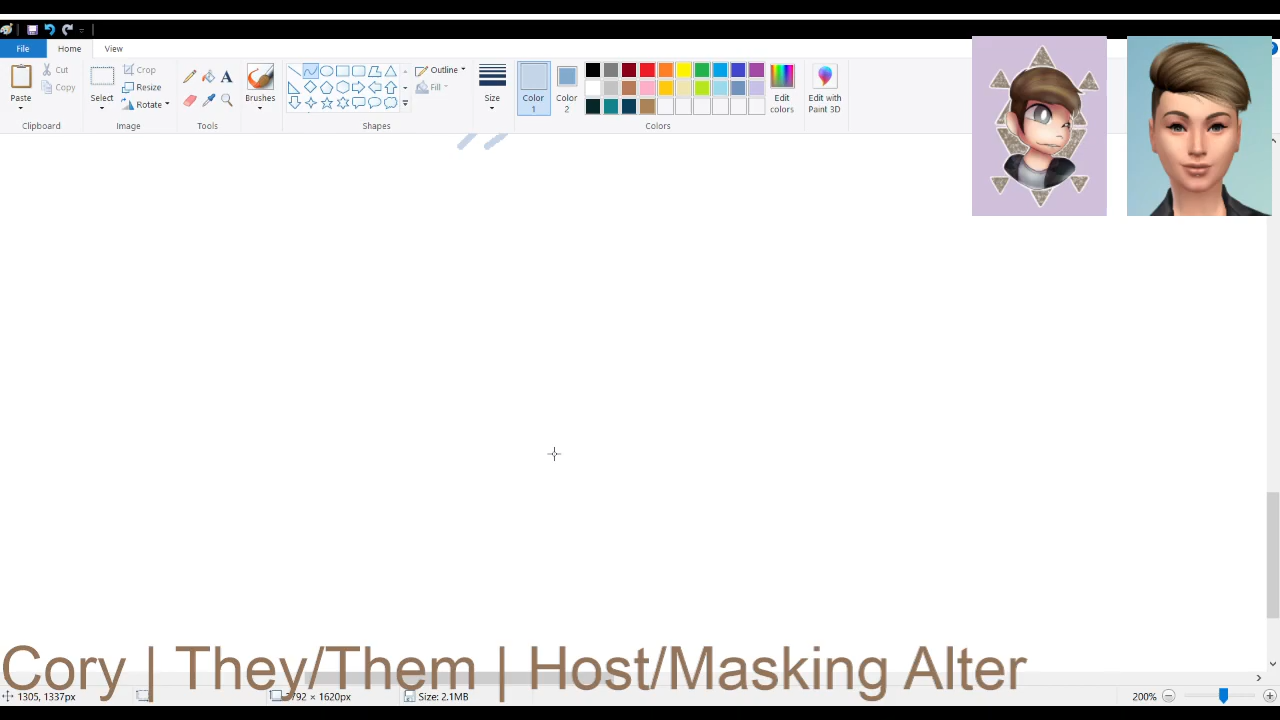 File Home View
Paste Cut Copy Clipboard
Select Crop Resize Rotate Image
Tools
Brushes
Shapes Outline Fill
Size
Color 1 Color 2 Edit colors Colors
Edit with Paint 3D
Cory | They/Them | Host/Masking Alter
1305, 1337px 792 × 1620px Size: 2.1MB 200%